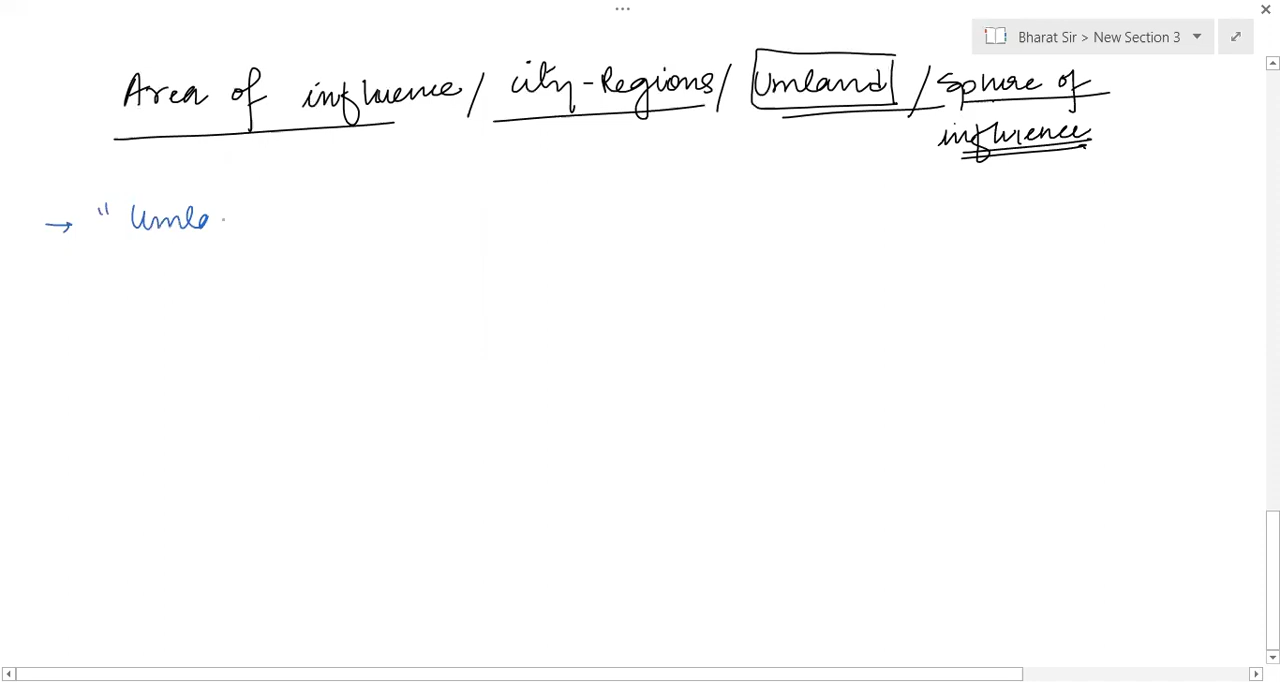 Bharat Sir > New Section 3
Area of influence / city-Regions / Umland / Sphere of
influence
→ " Umla